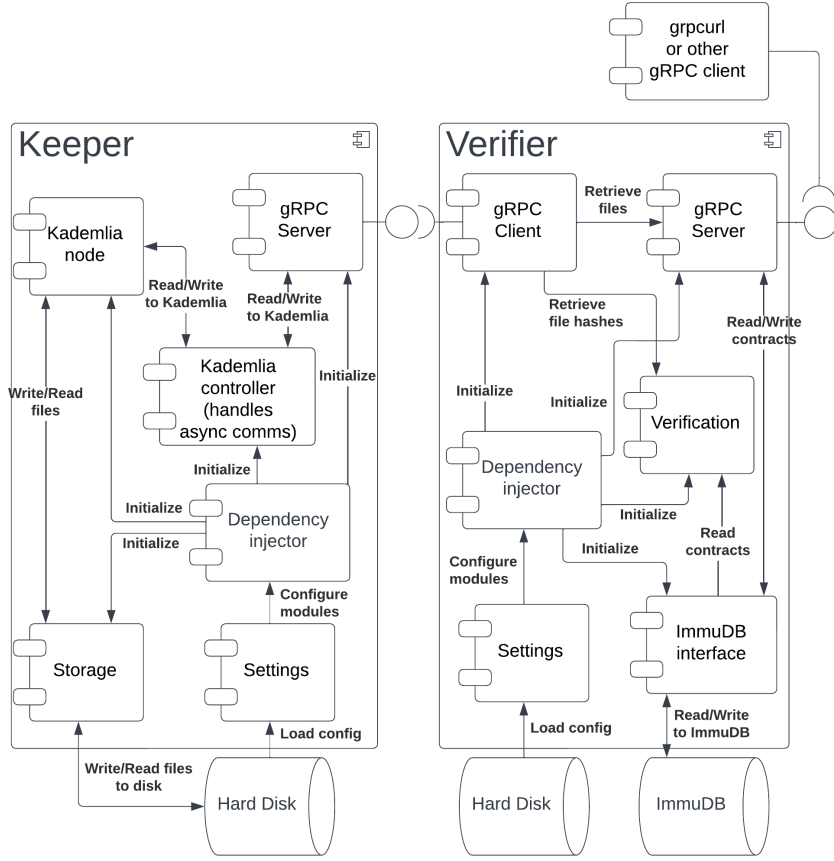 grpcurl
or other
gRPC client
Keeper
Verifier
Kademlia
node
gRPC
Server
gRPC
Client
Retrieve
files
gRPC
Server
Read/Write
to Kademlia
Read/Write
to Kademlia
Retrieve
file hashes
Read/Write
contracts
Write/Read
files
Kademlia
controller
(handles
async comms)
Initialize
Initialize
Initialize
Verification
Initialize
Initialize
Initialize
Dependency
injector
Dependency
injector
Initialize
Initialize
Read
contracts
Configure
modules
Configure
modules
Storage
Settings
Settings
ImmuDB
interface
Load config
Load config
Read/Write
to ImmuDB
Write/Read files
to disk
Hard Disk
Hard Disk
ImmuDB